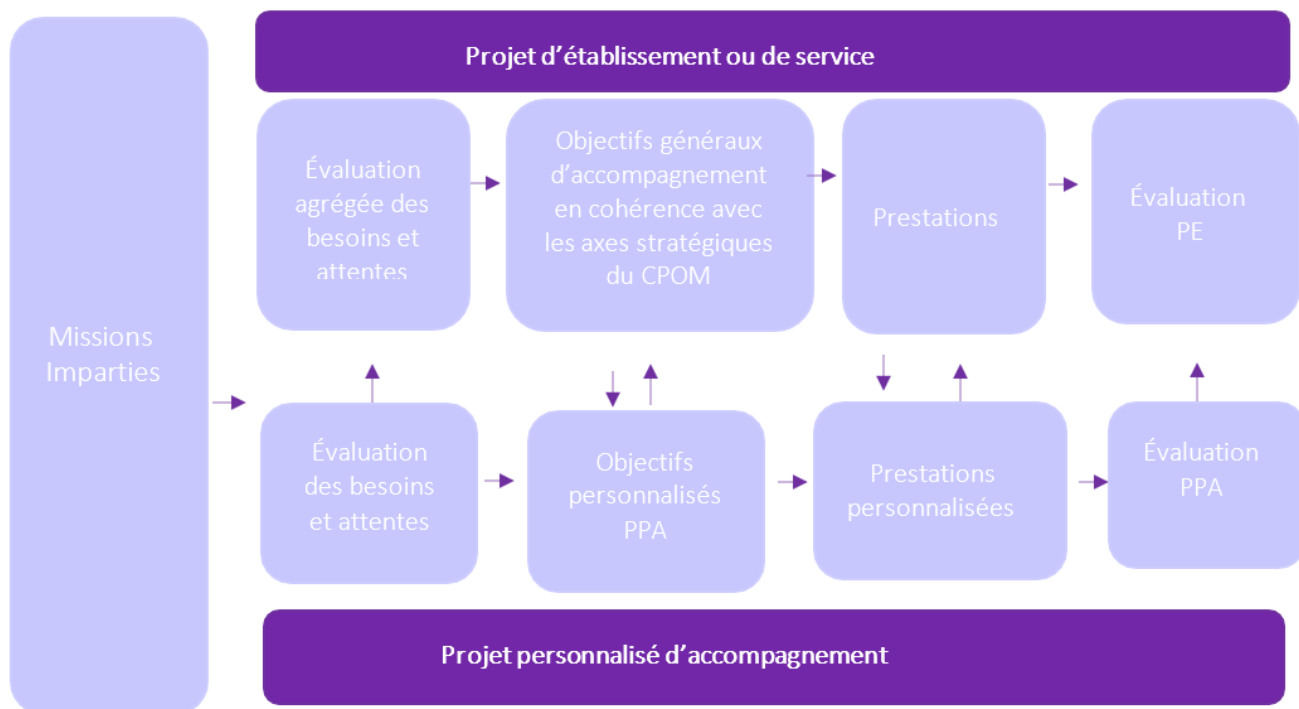 Projet d’établissement ou de service
Missions
Imparties
Évaluation
agrégée des
besoins et
attentes
Objectifs généraux
d’accompagnement
en cohérence avec
les axes stratégiques
du CPOM
Prestations
Évaluation
PE
Évaluation
des besoins
et attentes
Objectifs
personnalisés
PPA
Prestations
personnalisées
Évaluation
PPA
Projet personnalisé d’accompagnement